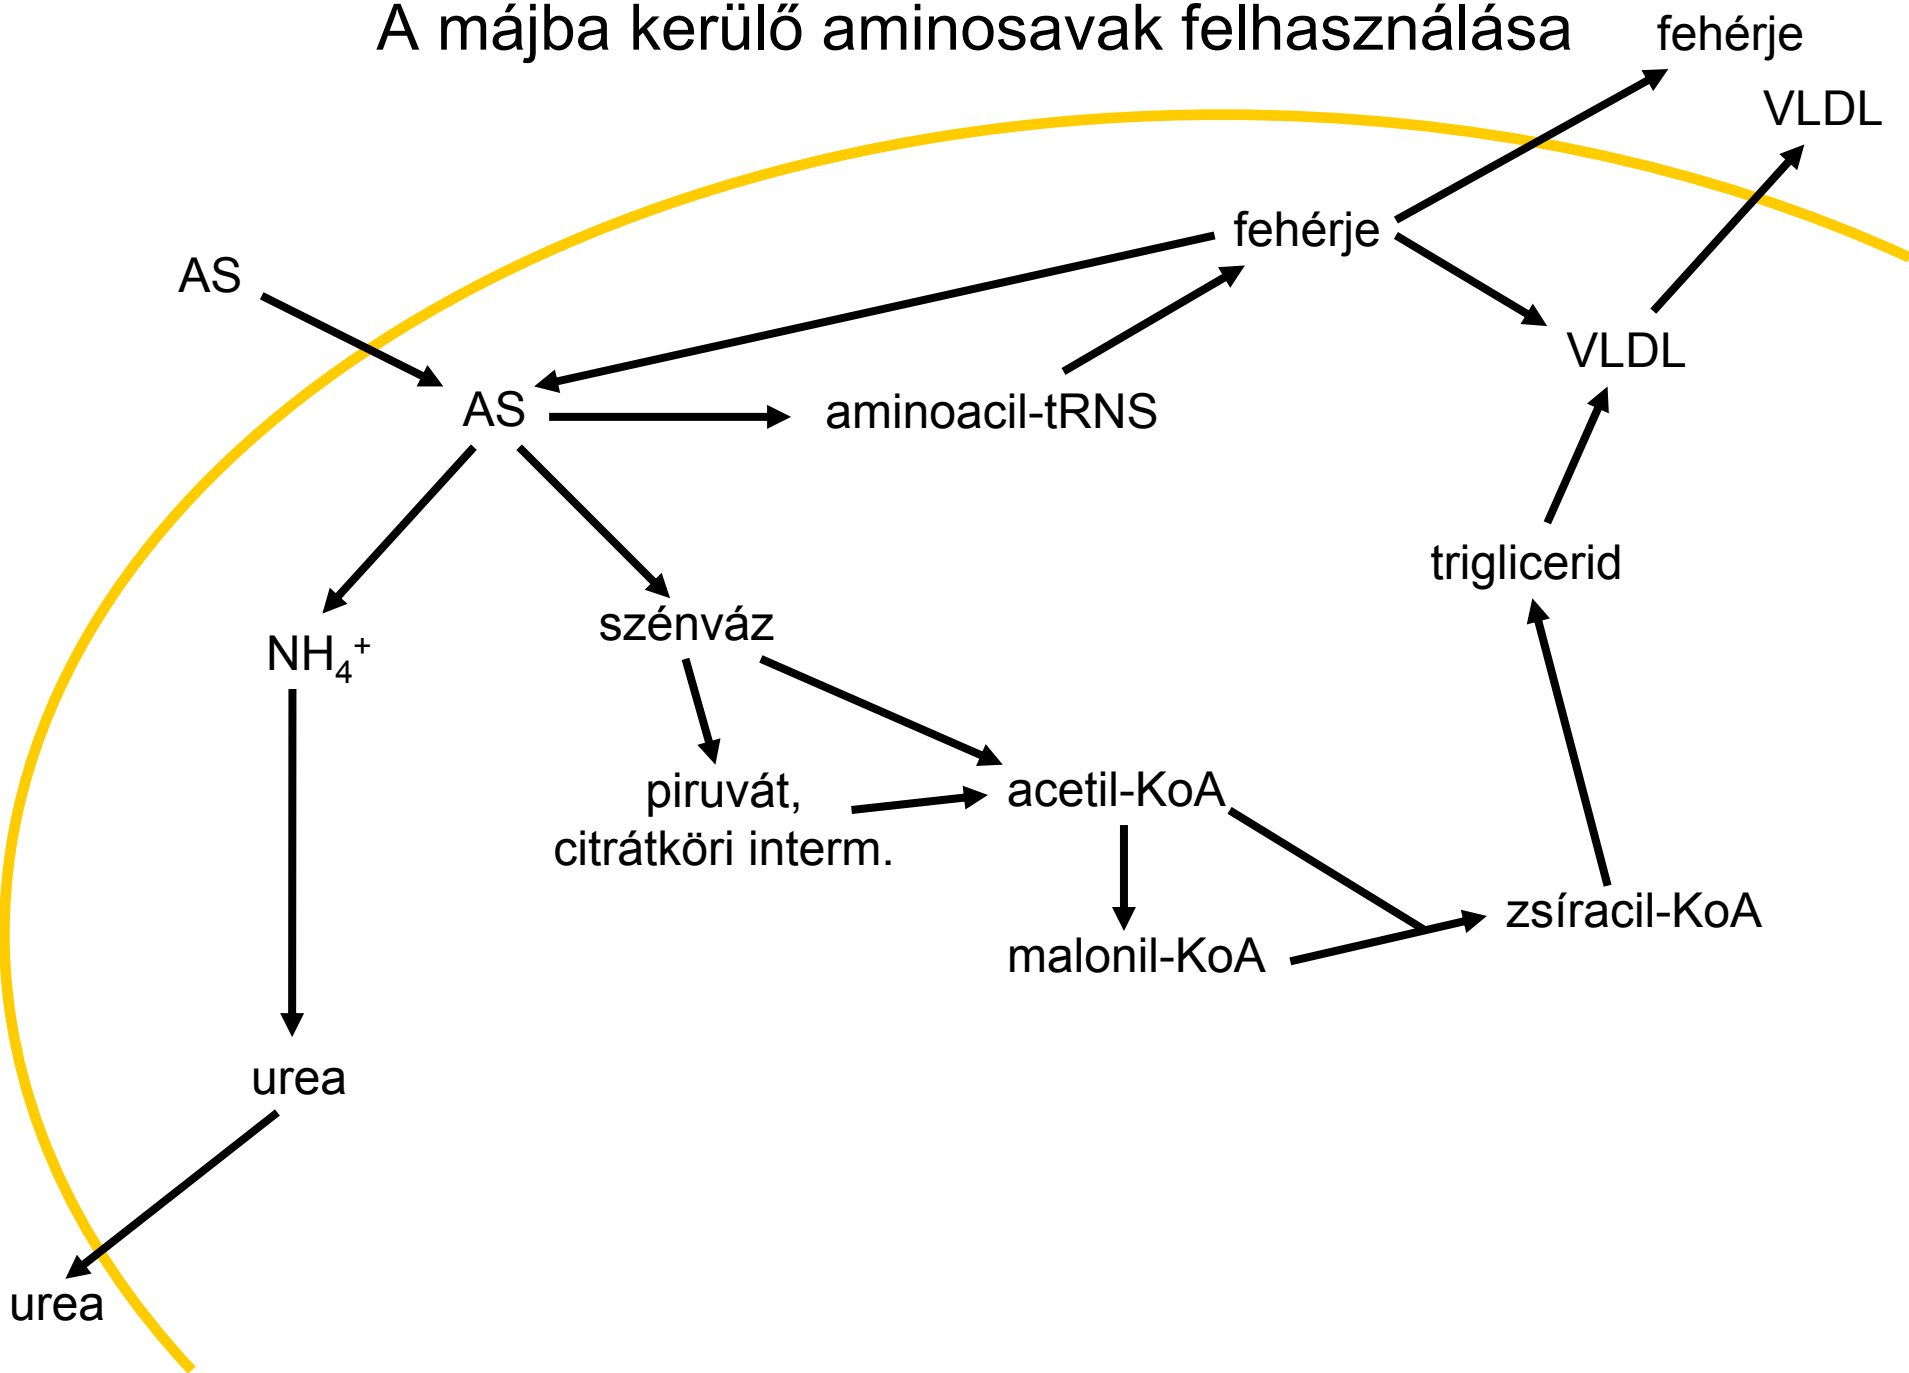 A májba kerülő aminosavak felhasználása
fehérje
VLDL
fehérje
AS
VLDL
AS
aminoacil-tRNS
triglicerid
szénváz
NH₄⁺
piruvát,
citrátköri interm.
acetil-KoA
zsíracil-KoA
malonil-KoA
urea
urea